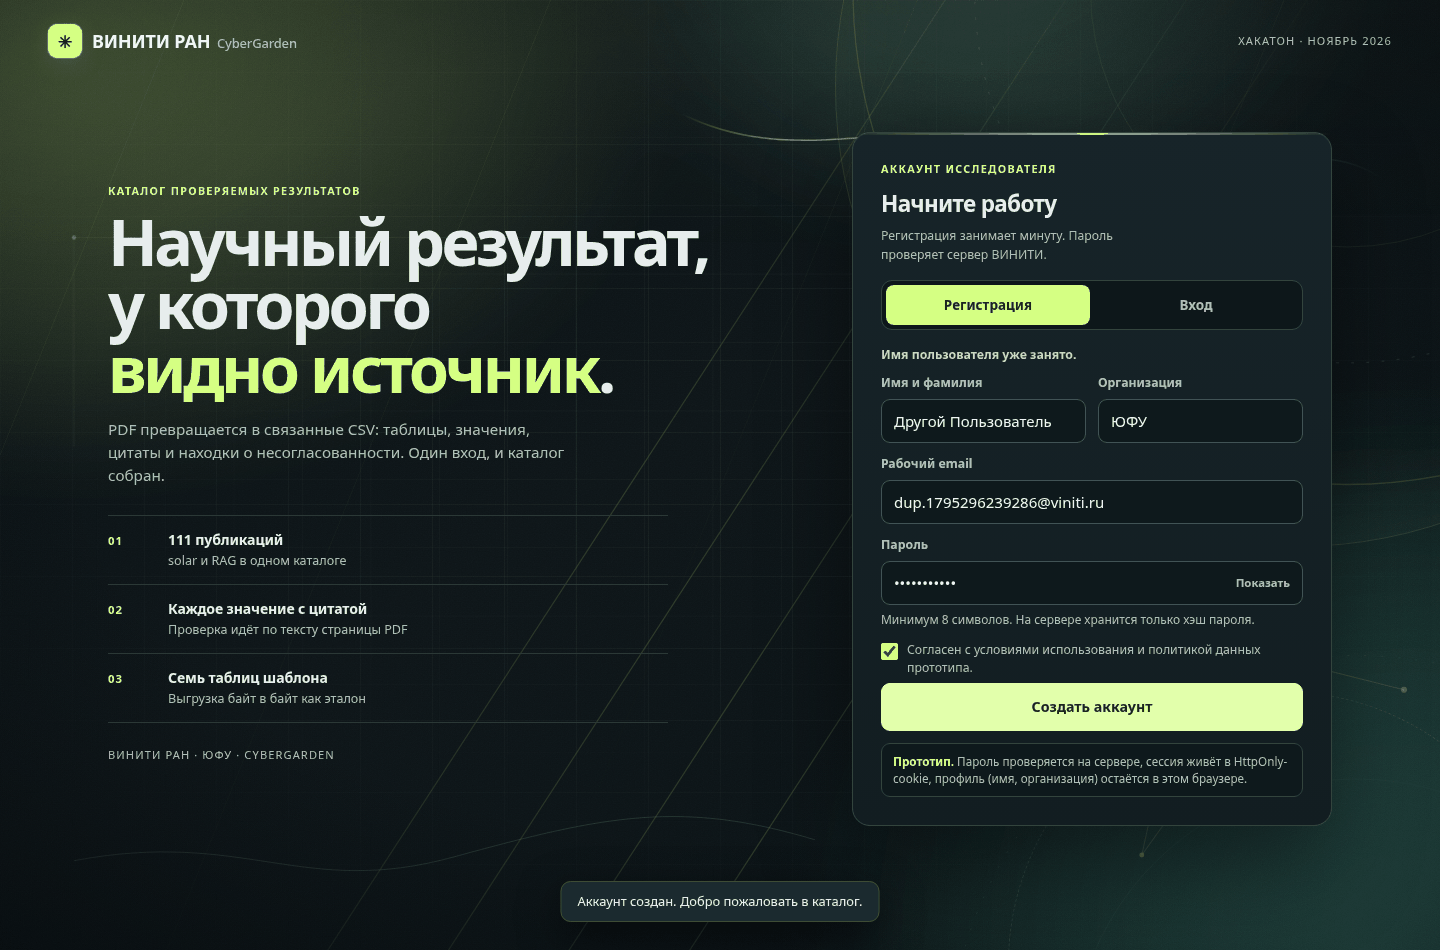 ВИНИТИ РАН CyberGarden
ХАКАТОН · НОЯБРЬ 2026
КАТАЛОГ ПРОВЕРЯЕМЫХ РЕЗУЛЬТАТОВ
Научный результат,
у которого
видно источник.
PDF превращается в связанные CSV: таблицы, значения,
цитаты и находки о несогласованности. Один вход, и каталог
собран.
01 111 публикаций
solar и RAG в одном каталоге
02 Каждое значение с цитатой
Проверка идёт по тексту страницы PDF
03 Семь таблиц шаблона
Выгрузка байт в байт как эталон
ВИНИТИ РАН · ЮФУ · CYBERGARDEN
АККАУНТ ИССЛЕДОВАТЕЛЯ
Начните работу
Регистрация занимает минуту. Пароль
проверяет сервер ВИНИТИ.
Регистрация Вход
Имя пользователя уже занято.
Имя и фамилия Организация
Другой Пользователь ЮФУ
Рабочий email
dup.1795296239286@viniti.ru
Пароль
••••••••••• Показать
Минимум 8 символов. На сервере хранится только хэш пароля.
Согласен с условиями использования и политикой данных
прототипа.
Создать аккаунт
Прототип. Пароль проверяется на сервере, сессия живёт в HttpOnly-
cookie, профиль (имя, организация) остаётся в этом браузере.
Аккаунт создан. Добро пожаловать в каталог.